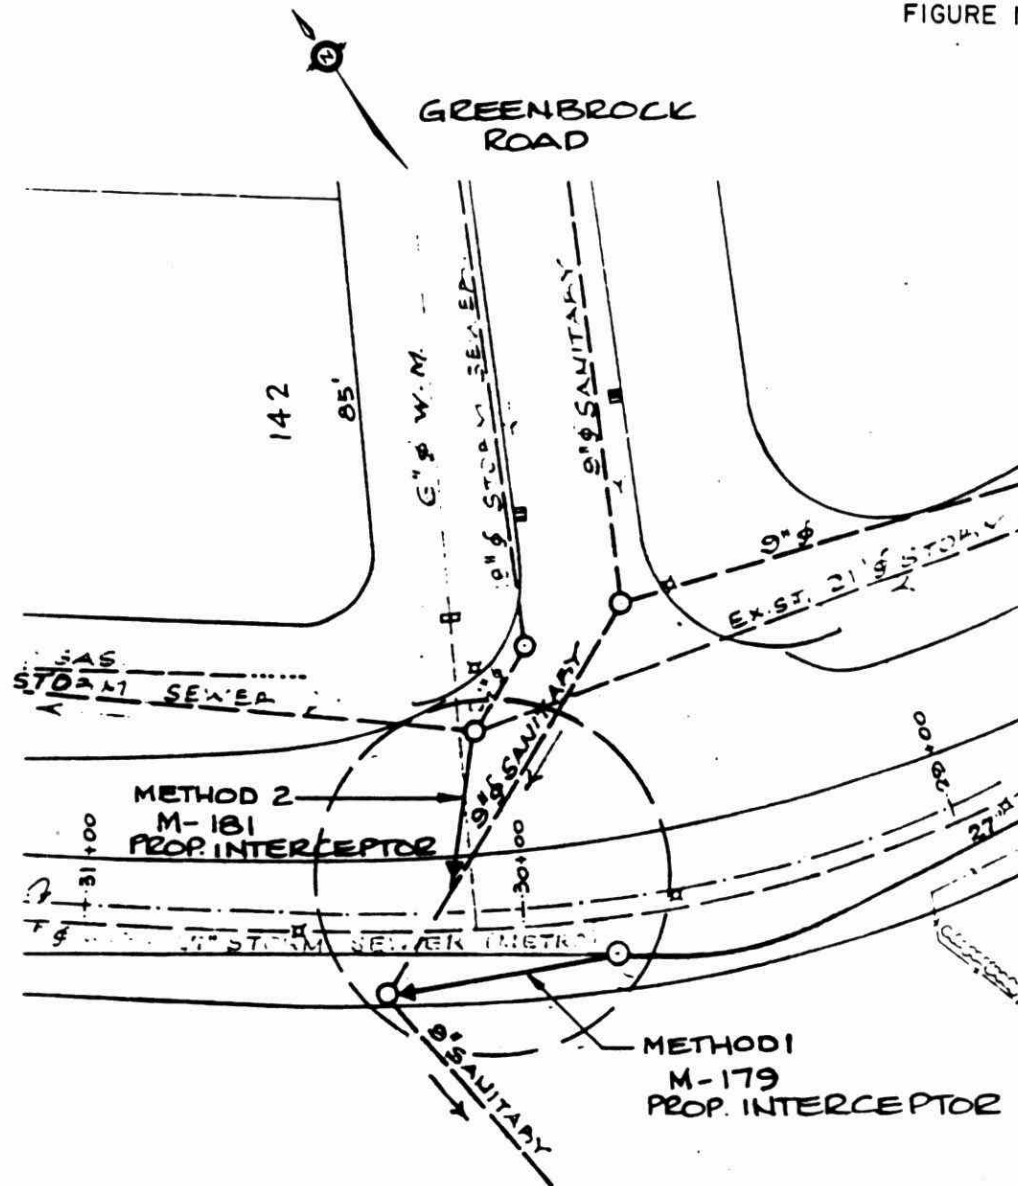 FIGURE
GREENBROCK
ROAD
142
85'
6" ϕ W.M.
9" ϕ STORM SEWER
9" ϕ SANITARY
9" ϕ
EXIST. 21" ϕ STORM
GAS
STORM SEWER
9" ϕ SANITARY
METHOD 2
M-181
PROP. INTERCEPTOR
31+00
30+00
29+00
27"
STORM SEWER (METRO)
9" SANITARY
METHOD 1
M-179
PROP. INTERCEPTOR